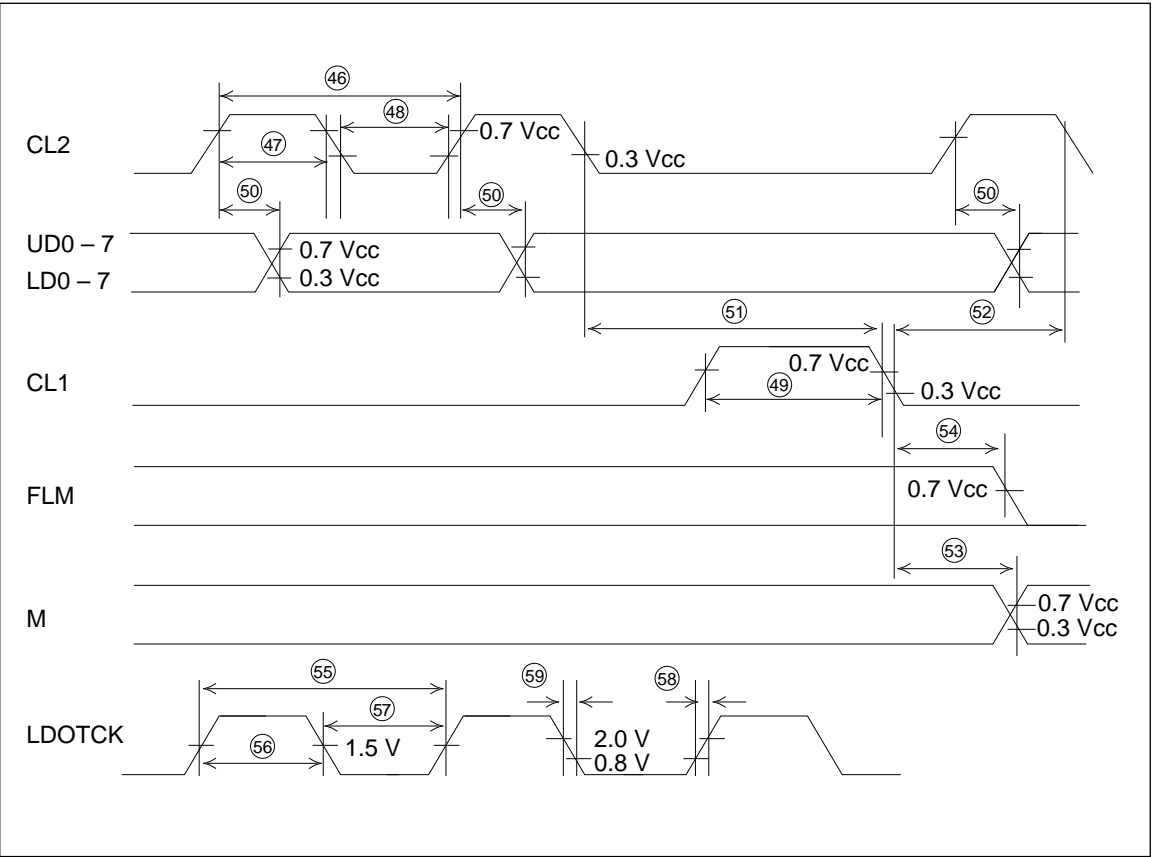 46
48
CL2
0.7 Vcc
47
0.3 Vcc
50
50
50
UD0 – 7
0.7 Vcc
LD0 – 7
0.3 Vcc
51
52
CL1
0.7 Vcc
49
0.3 Vcc
54
FLM
0.7 Vcc
53
M
0.7 Vcc
0.3 Vcc
55
59
58
57
LDOTCK
56
1.5 V
2.0 V
0.8 V